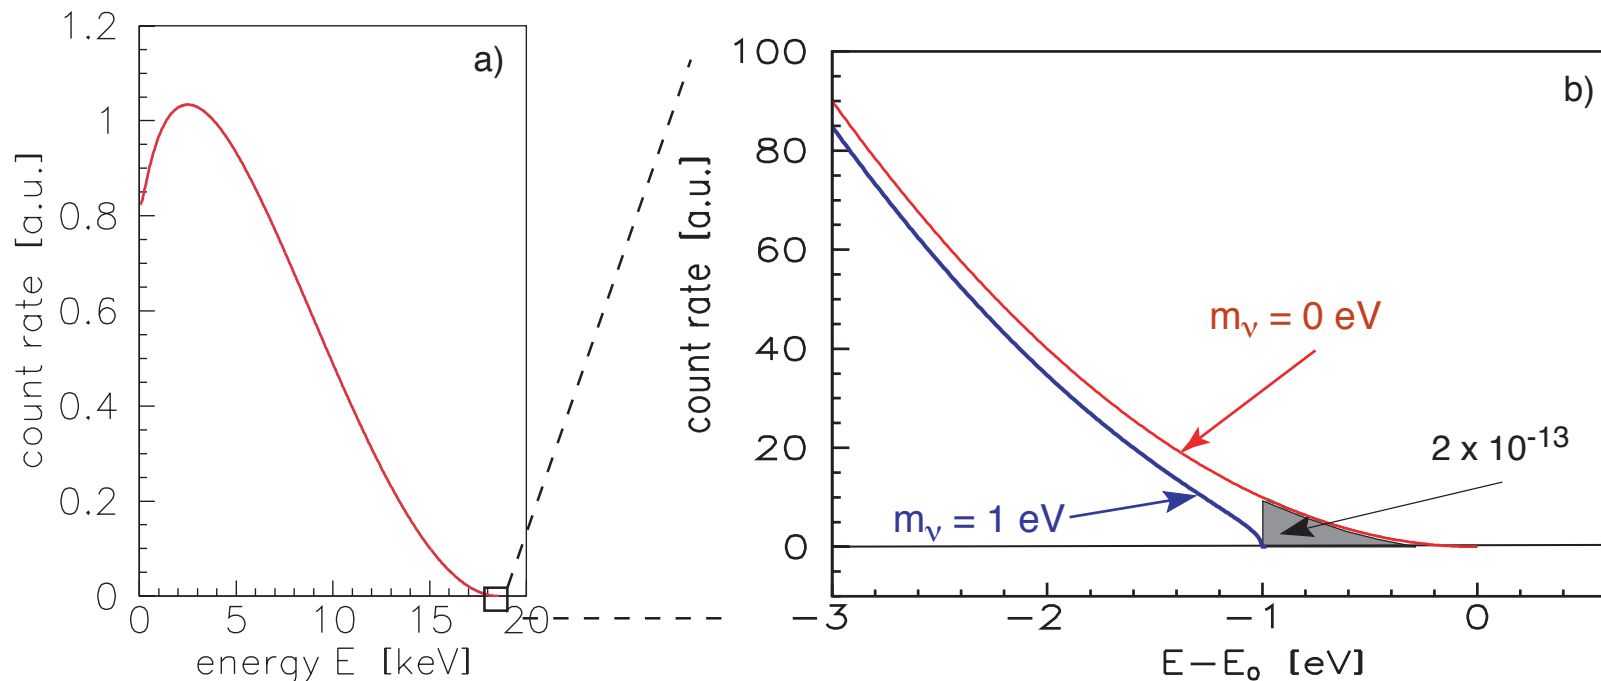 a)
1.2
1
0.8
0.6
0.4
0.2
0
count rate [a.u.]
0 5 10 15 20
energy E [keV]
b)
100
80
60
40
20
0
count rate [a.u.]
mν = 0 eV
2 x 10-13
mν = 1 eV
−3 −2 −1 0
E−E0 [eV]